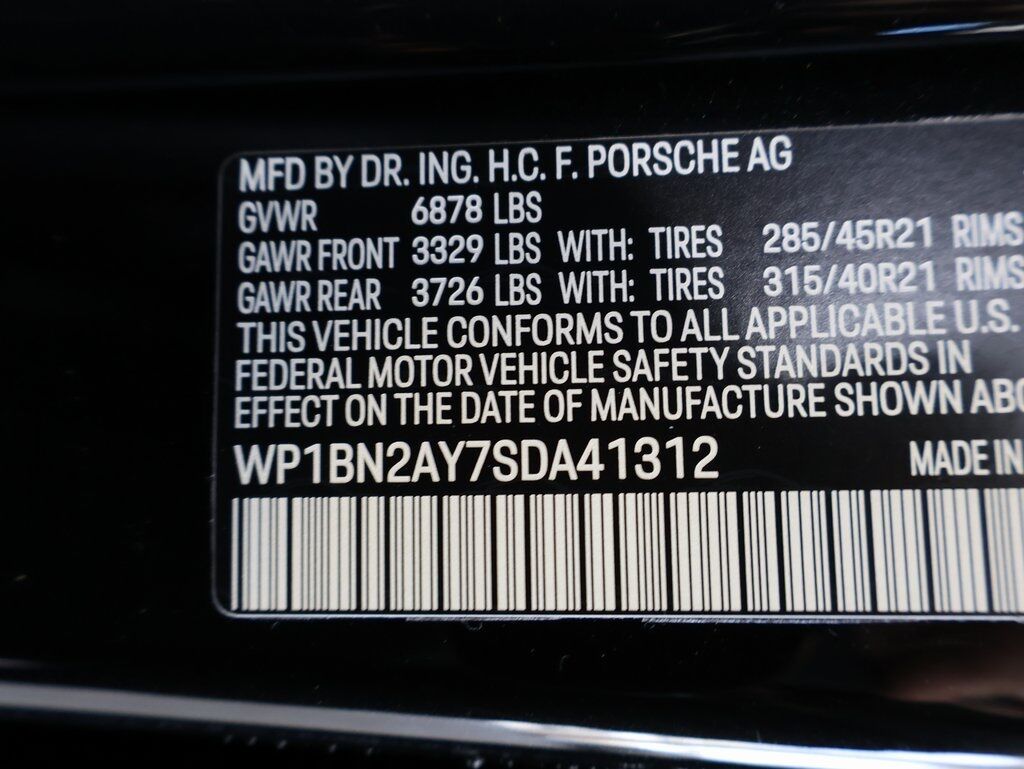 MFD BY DR. ING. H.C. F. PORSCHE AG
GVWR 6878 LBS
GAWR FRONT 3329 LBS WITH: TIRES 285/45R21 RIMS
GAWR REAR 3726 LBS WITH: TIRES 315/40R21 RIMS
THIS VEHICLE CONFORMS TO ALL APPLICABLE U.S.
FEDERAL MOTOR VEHICLE SAFETY STANDARDS IN
EFFECT ON THE DATE OF MANUFACTURE SHOWN
WP1BN2AY7SDA41312 MADE IN